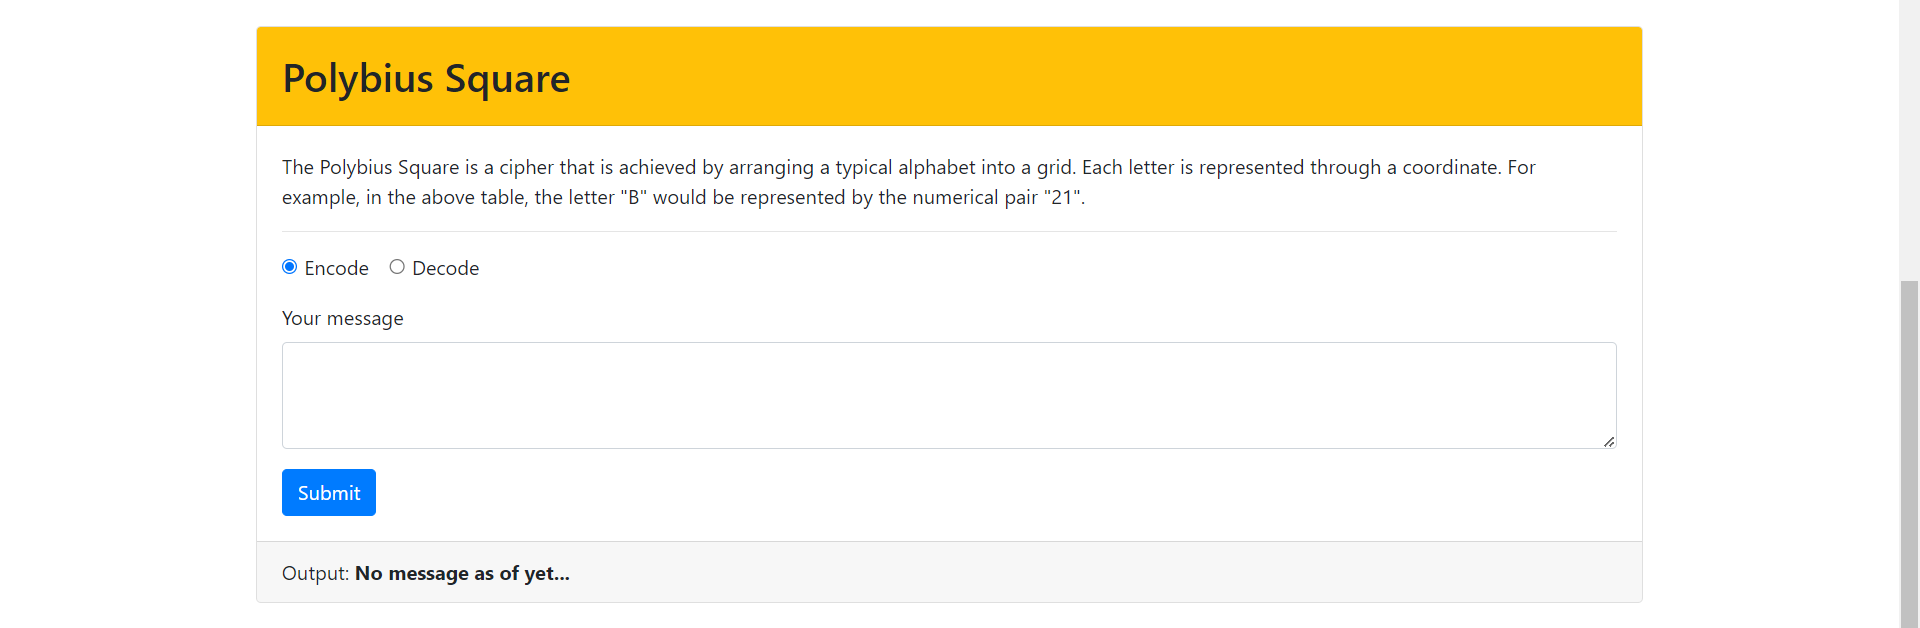 Polybius Square
The Polybius Square is a cipher that is achieved by arranging a typical alphabet into a grid. Each letter is represented through a coordinate. For
example, in the above table, the letter "B" would be represented by the numerical pair "21".
Encode Decode
Your message
Submit
Output: No message as of yet...